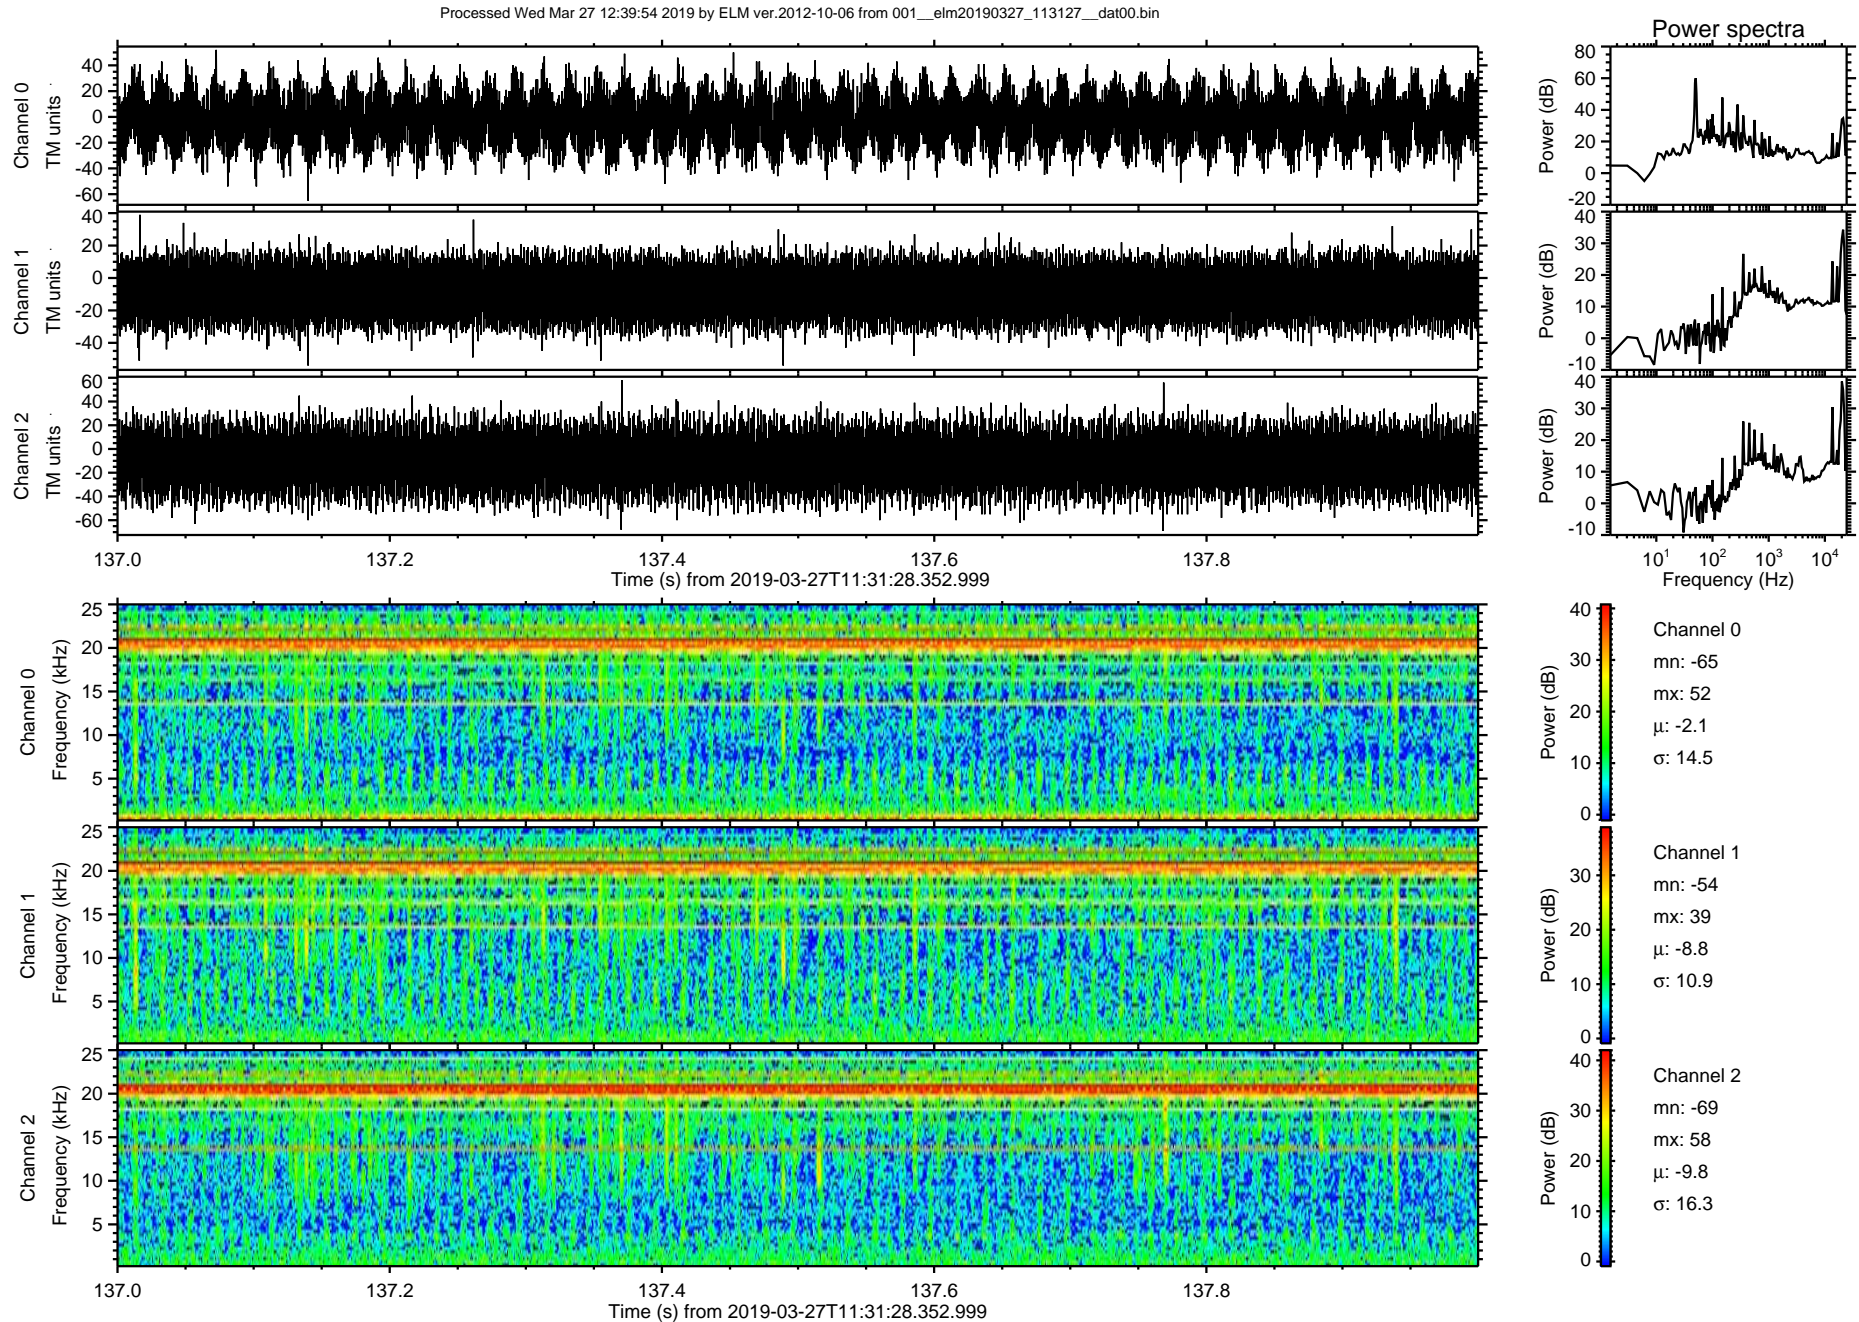 Processed Wed Mar 27 12:39:54 2019 by ELM ver.2012-10-06 from 001__elm20190327_113127__dat00.bin
Power spectra
Channel 0
TM units
40
20
0
-20
-40
-60
Power (dB)
80
60
40
20
0
-20
Channel 1
TM units
40
20
0
-20
-40
Power (dB)
40
30
20
10
0
-10
Channel 2
TM units
60
40
20
0
-20
-40
-60
Power (dB)
40
30
20
10
0
-10
137.0 137.2 137.4 137.6 137.8
Time (s) from 2019-03-27T11:31:28.352.999
10¹ 10² 10³ 10⁴
Frequency (Hz)
Channel 0
Frequency (kHz)
25
20
15
10
5
Power (dB)
40
30
20
10
0
Channel 0
mn: -65
mx: 52
μ: -2.1
σ: 14.5
Channel 1
Frequency (kHz)
25
20
15
10
5
Power (dB)
30
20
10
0
Channel 1
mn: -54
mx: 39
μ: -8.8
σ: 10.9
Channel 2
Frequency (kHz)
25
20
15
10
5
Power (dB)
40
30
20
10
0
Channel 2
mn: -69
mx: 58
μ: -9.8
σ: 16.3
137.0 137.2 137.4 137.6 137.8
Time (s) from 2019-03-27T11:31:28.352.999